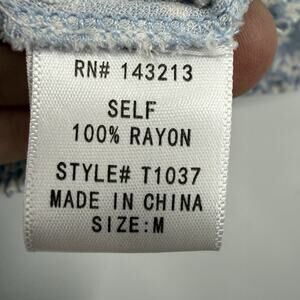 RN# 143213
SELF
100% RAYON
STYLE# T1037
MADE IN CHINA
SIZE:M